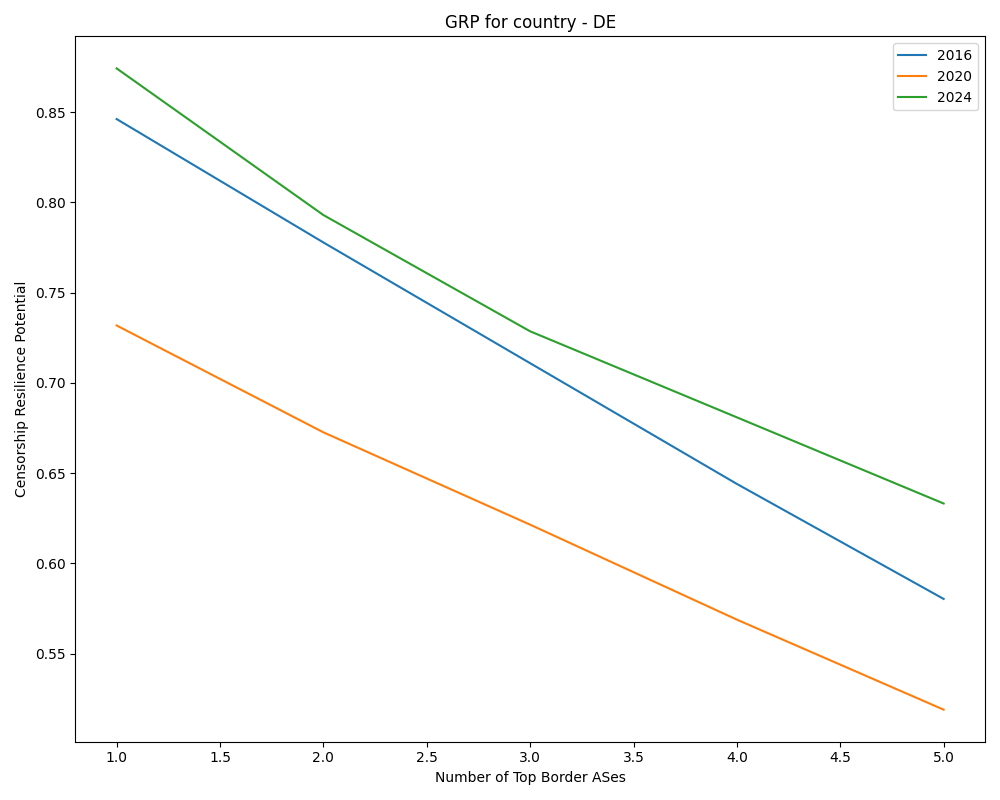 GRP for country - DE
2016
2020
2024
Censorship Resilience Potential
0.85
0.80
0.75
0.70
0.65
0.60
0.55
1.0 1.5 2.0 2.5 3.0 3.5 4.0 4.5 5.0
Number of Top Border ASes